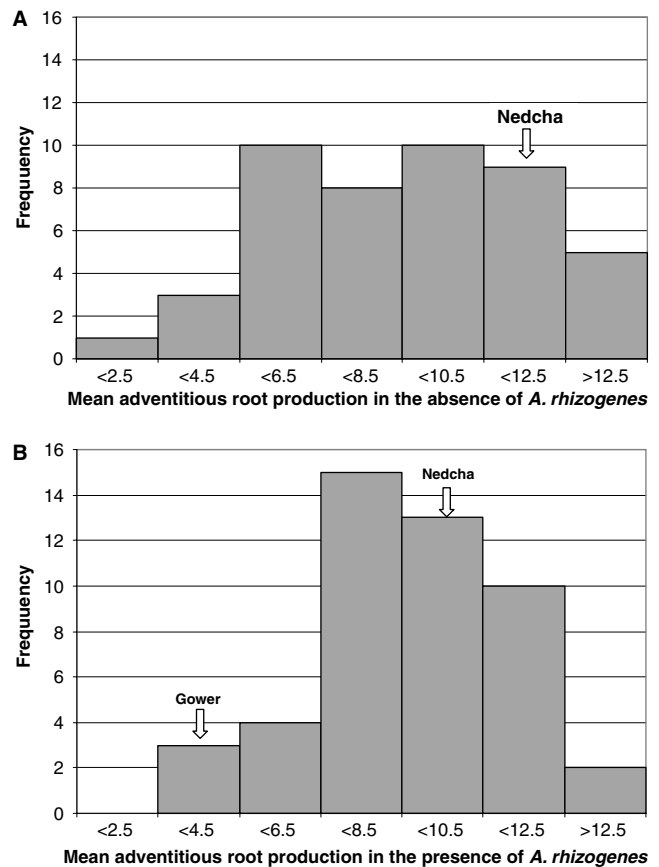 A
16
14
12
10
8
6
4
2
0
Frequuency
Nedcha
<2.5 <4.5 <6.5 <8.5 <10.5 <12.5 >12.5
Mean adventitious root production in the absence of A. rhizogenes
B
16
14
12
10
8
6
4
2
0
Frequuency
Nedcha
Gower
<2.5 <4.5 <6.5 <8.5 <10.5 <12.5 >12.5
Mean adventitious root production in the presence of A. rhizogenes